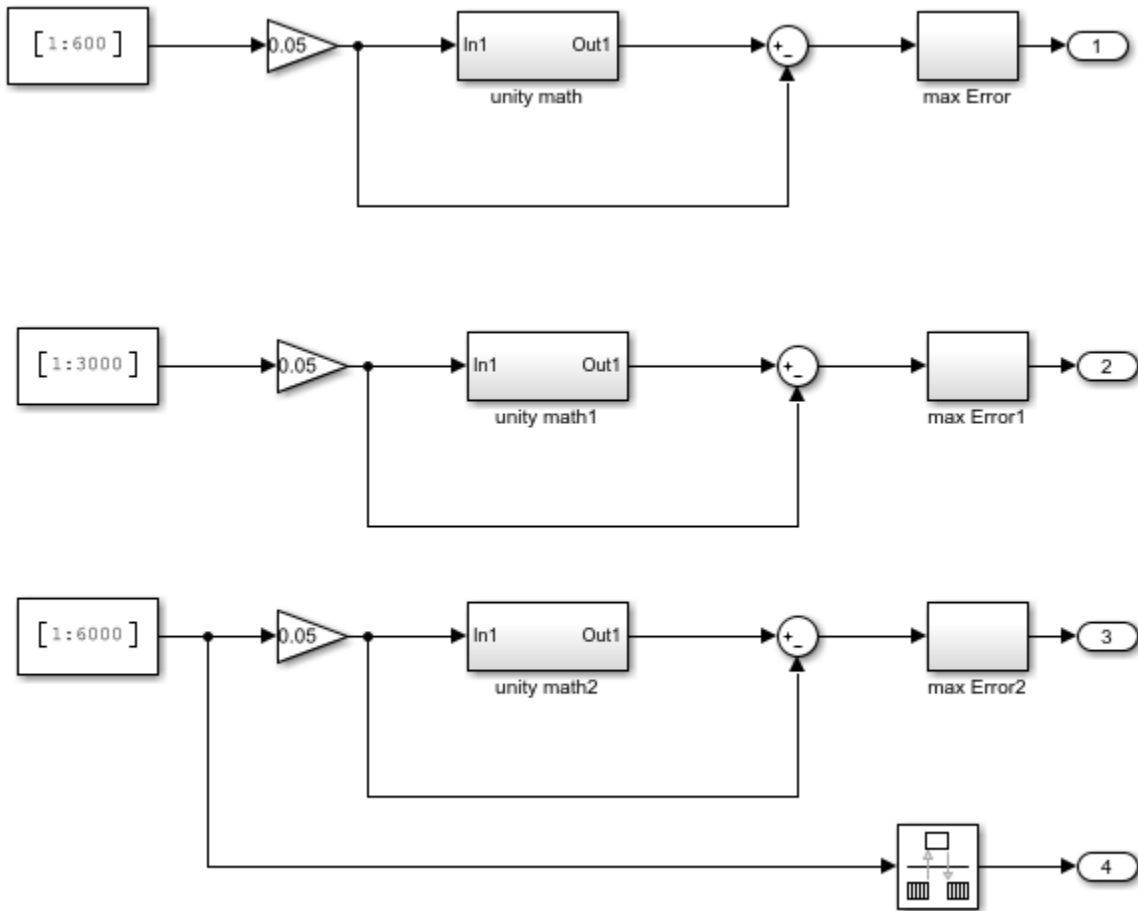 [1:600]
0.05
In1
Out1
+
-
1
unity math
max Error
[1:3000]
0.05
In1
Out1
+
-
2
unity math1
max Error1
[1:6000]
0.05
In1
Out1
+
-
3
unity math2
max Error2
4